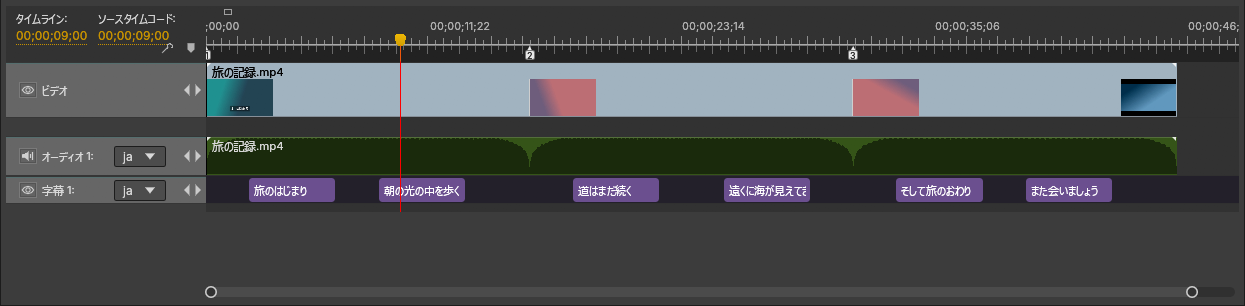 タイムライン: ソースタイムコード:
00;00;09;00 00;00;09;00
;00;00 00;00;11;22 00;00;23;14 00;00;35;06 00;00;46;
1 2 3
旅の記録.mp4
ビデオ
旅の記録.mp4
オーディオ 1: ja
字幕 1: ja
旅のはじまり 朝の光の中を歩く 道はまだ続く 遠くに海が見えてき そして旅のおわり また会いましょう